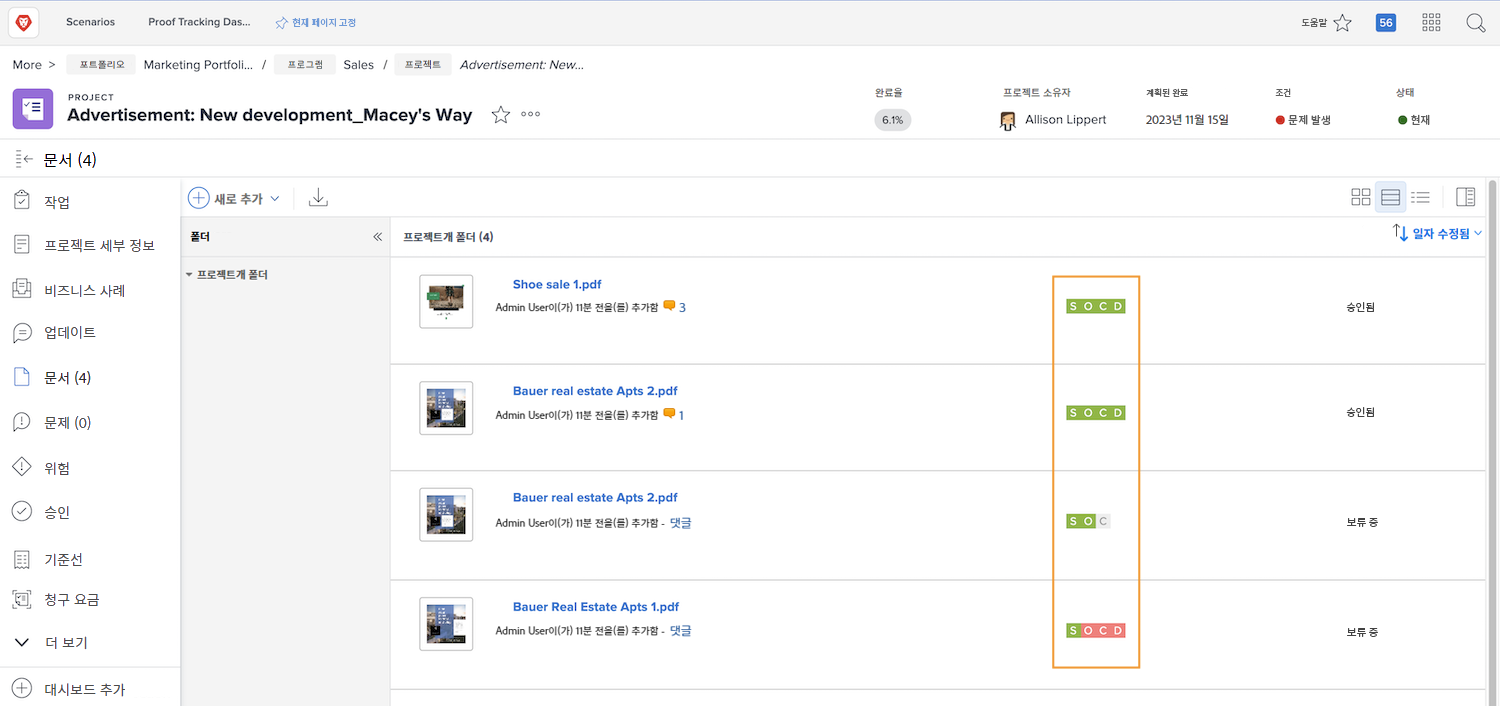 Scenarios Proof Tracking Das... 현재 페이지 고정 도움말 56
More > 포트폴리오 Marketing Portfoli... / 프로그램 Sales / 프로젝트 Advertisement: New...
PROJECT
Advertisement: New development_Macey's Way
완료율 프로젝트 소유자 계획된 완료 조건 상태
6.1% Allison Lippert 2023년 11월 15일 문제 발생 현재
문서 (4)
작업
프로젝트 세부 정보
비즈니스 사례
업데이트
문서 (4)
문제 (0)
위험
승인
기준선
청구 요금
더 보기
대시보드 추가
새로 추가
폴더
프로젝트개 폴더
프로젝트개 폴더 (4)
일자 수정됨
Shoe sale 1.pdf
Admin User이(가) 11분 전을(를) 추가함 3
S O C D
승인됨
Bauer real estate Apts 2.pdf
Admin User이(가) 11분 전을(를) 추가함 1
S O C D
승인됨
Bauer real estate Apts 2.pdf
Admin User이(가) 11분 전을(를) 추가함 - 댓글
S O C
보류 중
Bauer Real Estate Apts 1.pdf
Admin User이(가) 11분 전을(를) 추가함 - 댓글
S O C D
보류 중